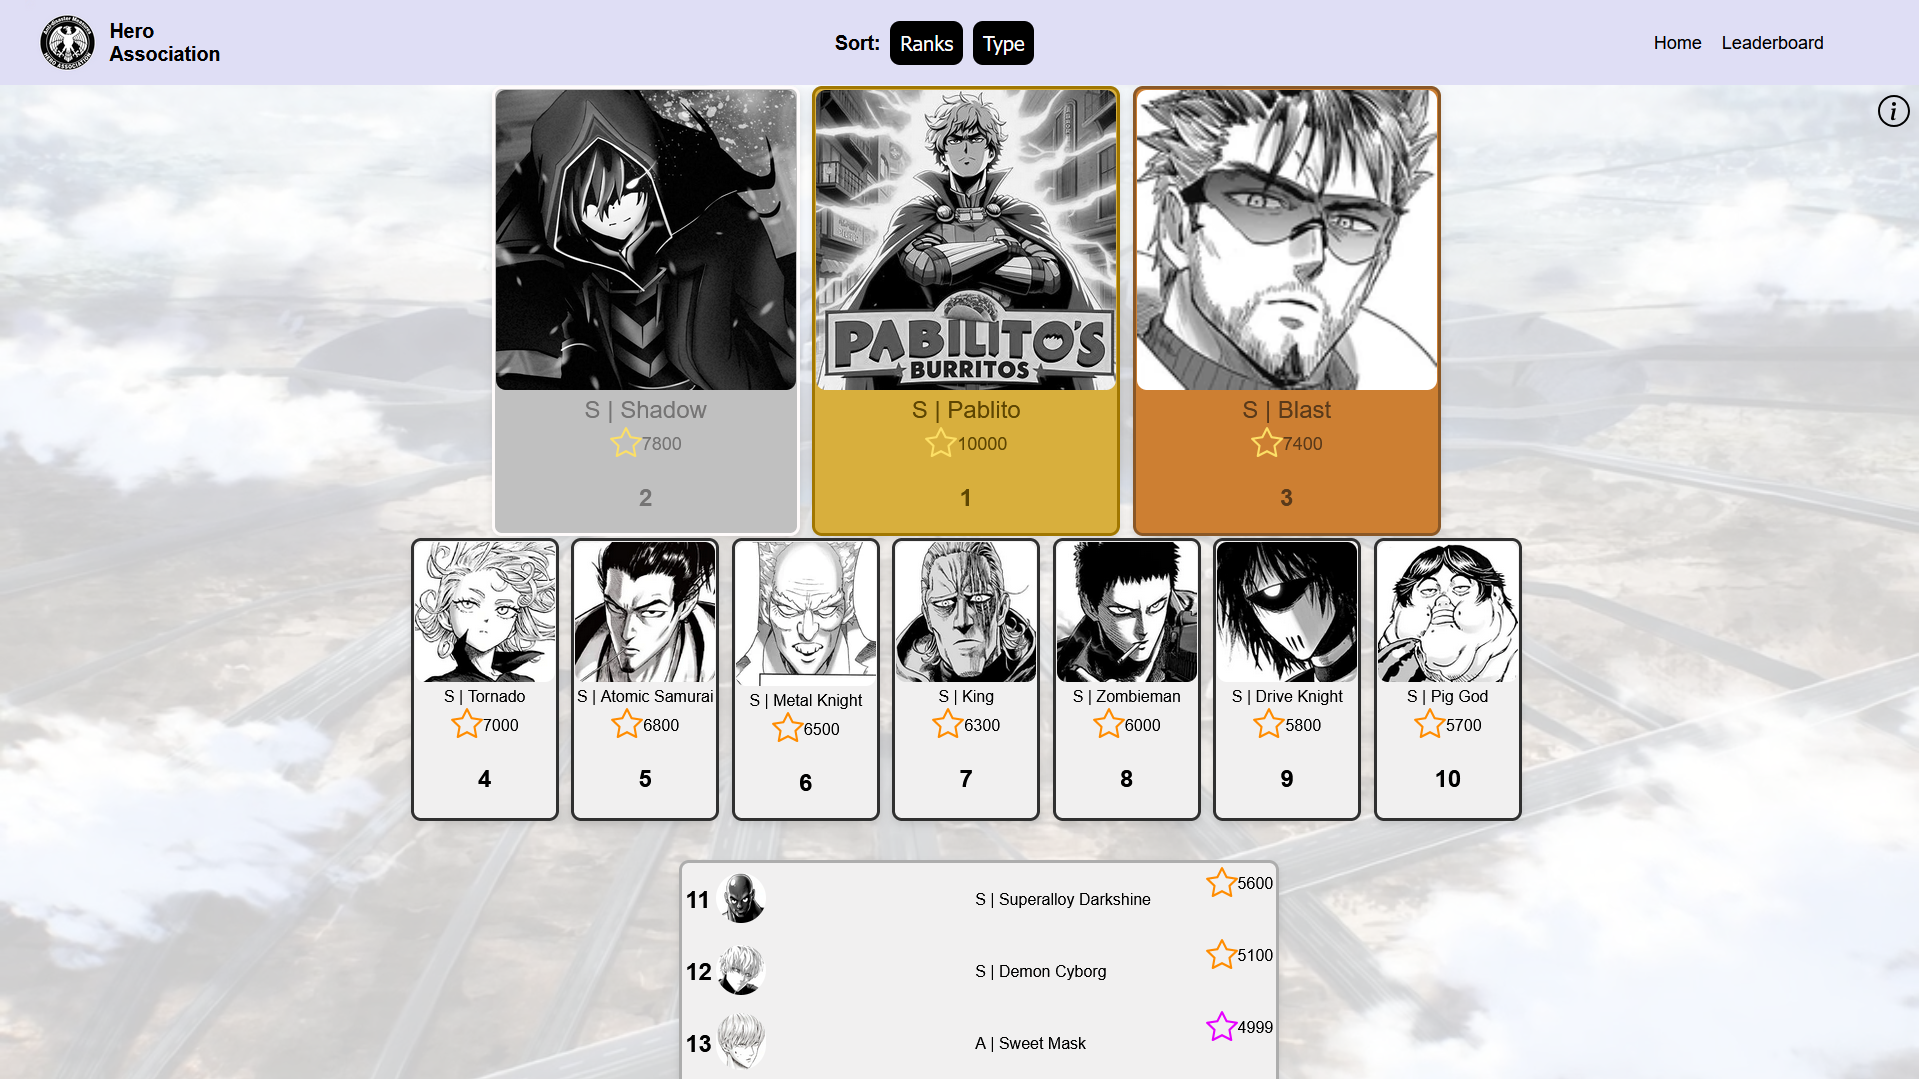 Hero
Association
Sort:
Ranks
Type
Home
Leaderboard
i
PABILITO'S
BURRITOS
S | Shadow
7800
2
S | Pablito
10000
1
S | Blast
7400
3
S | Tornado
7000
4
S | Atomic Samurai
6800
5
S | Metal Knight
6500
6
S | King
6300
7
S | Zombieman
6000
8
S | Drive Knight
5800
9
S | Pig God
5700
10
11
S | Superalloy Darkshine
5600
12
S | Demon Cyborg
5100
13
A | Sweet Mask
4999